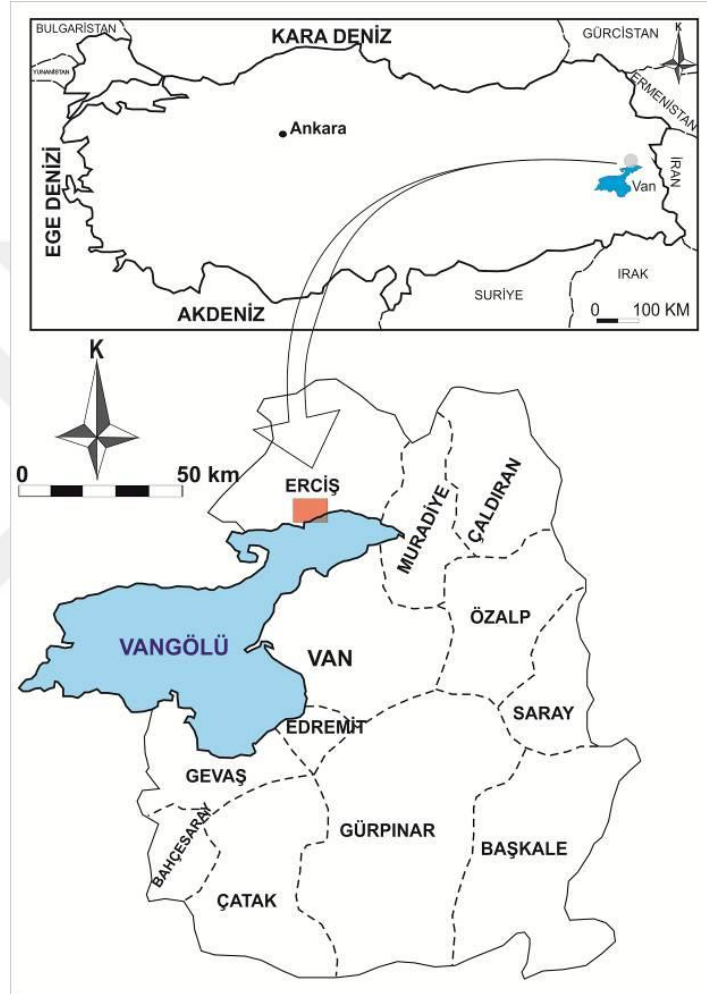 BULGARİSTAN
KARA DENİZ
GÜRCİSTAN
K
YUNANİSTAN
ERMENİSTAN
Ankara
İRAN
Van
EGE DENİZİ
IRAK
SURİYE
AKDENİZ
0 100 KM
K
0 50 km
ERCİŞ
MURADİYE
ÇALDIRAN
ÖZALP
VANGÖLÜ
VAN
SARAY
EDREMİT
GEVAŞ
BAHÇESARAY
GÜRPINAR
BAŞKALE
ÇATAK